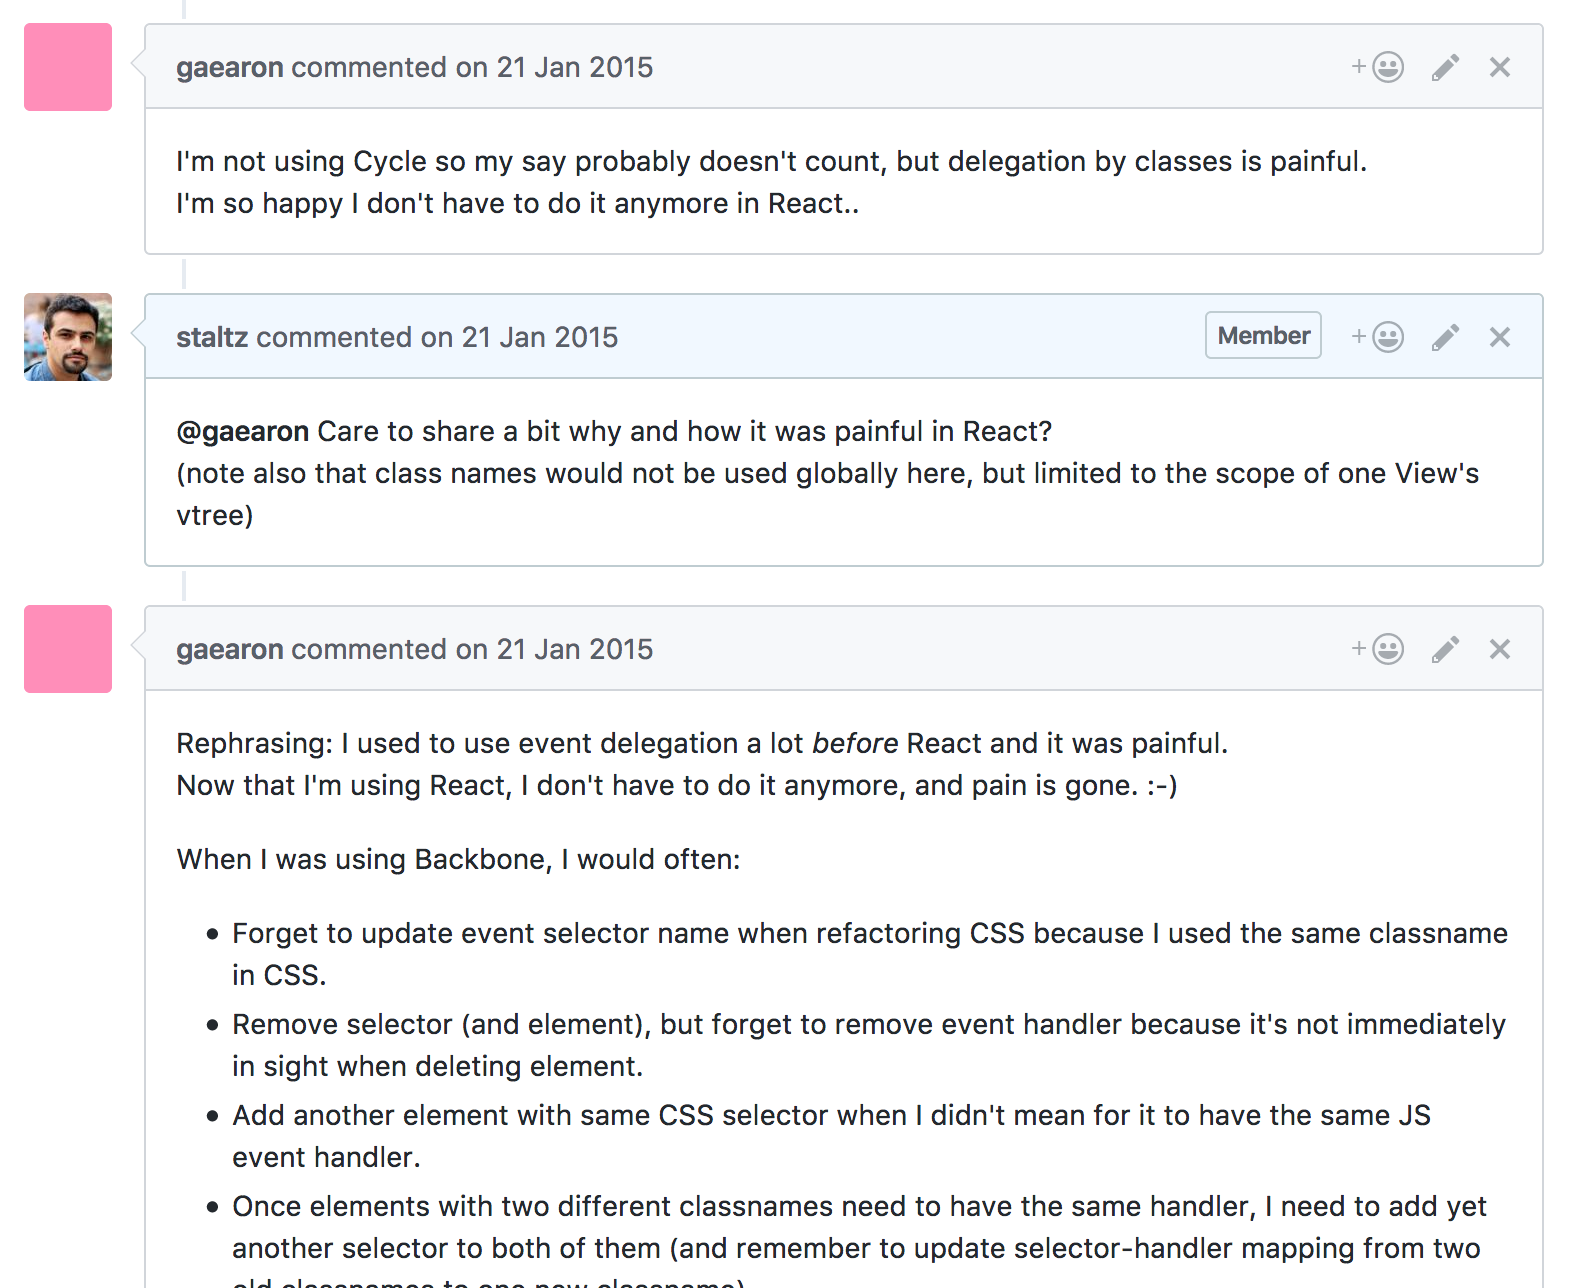 gaearon commented on 21 Jan 2015
I'm not using Cycle so my say probably doesn't count, but delegation by classes is painful.
I'm so happy I don't have to do it anymore in React..
staltz commented on 21 Jan 2015 Member
@gaearon Care to share a bit why and how it was painful in React?
(note also that class names would not be used globally here, but limited to the scope of one View's
vtree)
gaearon commented on 21 Jan 2015
Rephrasing: I used to use event delegation a lot before React and it was painful.
Now that I'm using React, I don't have to do it anymore, and pain is gone. :-)
When I was using Backbone, I would often:
• Forget to update event selector name when refactoring CSS because I used the same classname
in CSS.
• Remove selector (and element), but forget to remove event handler because it's not immediately
in sight when deleting element.
• Add another element with same CSS selector when I didn't mean for it to have the same JS
event handler.
• Once elements with two different classnames need to have the same handler, I need to add yet
another selector to both of them (and remember to update selector-handler mapping from two
old classnames to one new classname)